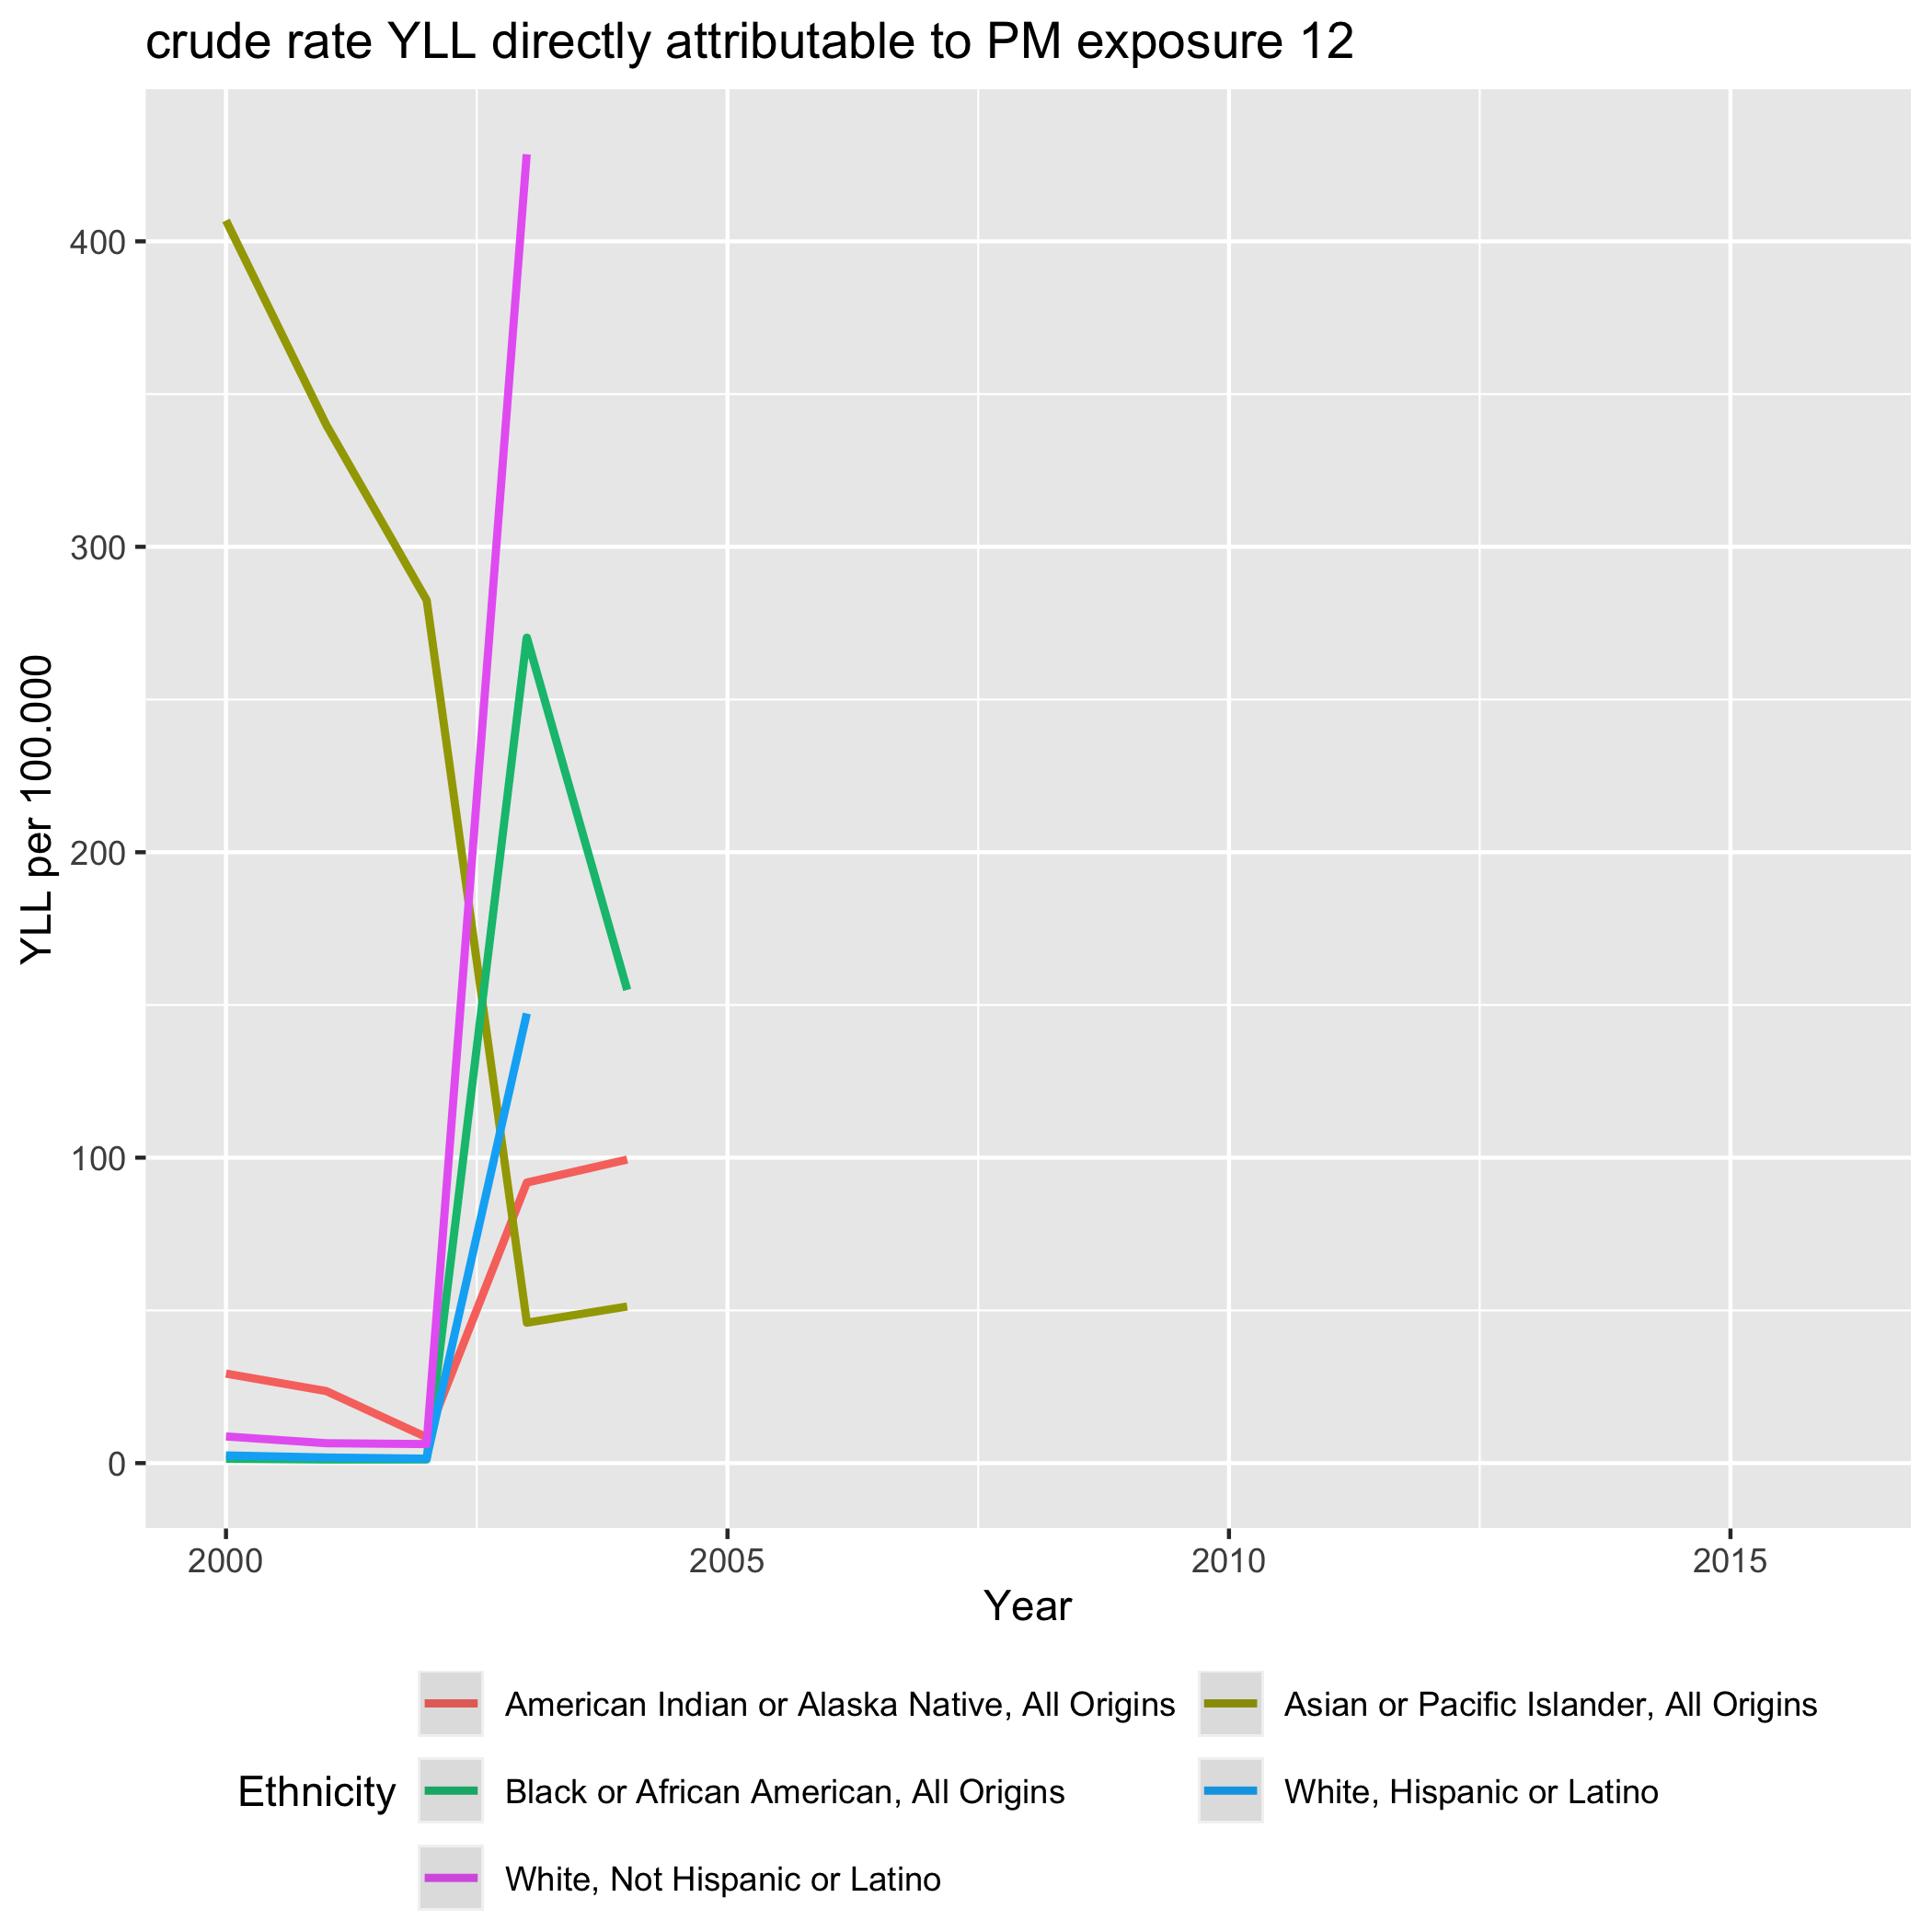 crude rate YLL directly attributable to PM exposure 12
YLL per 100.000
400
300
200
100
0
2000 2005 2010 2015
Year
Ethnicity
American Indian or Alaska Native, All Origins
Asian or Pacific Islander, All Origins
Black or African American, All Origins
White, Hispanic or Latino
White, Not Hispanic or Latino